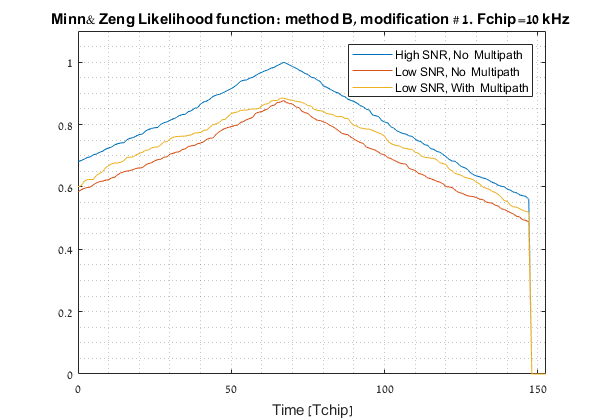 Minn& Zeng Likelihood function: method B, modification #1. Fchip=10 kHz
High SNR, No Multipath
Low SNR, No Multipath
Low SNR, With Multipath
1
0.8
0.6
0.4
0.2
0
0 50 100 150
Time [Tchip]